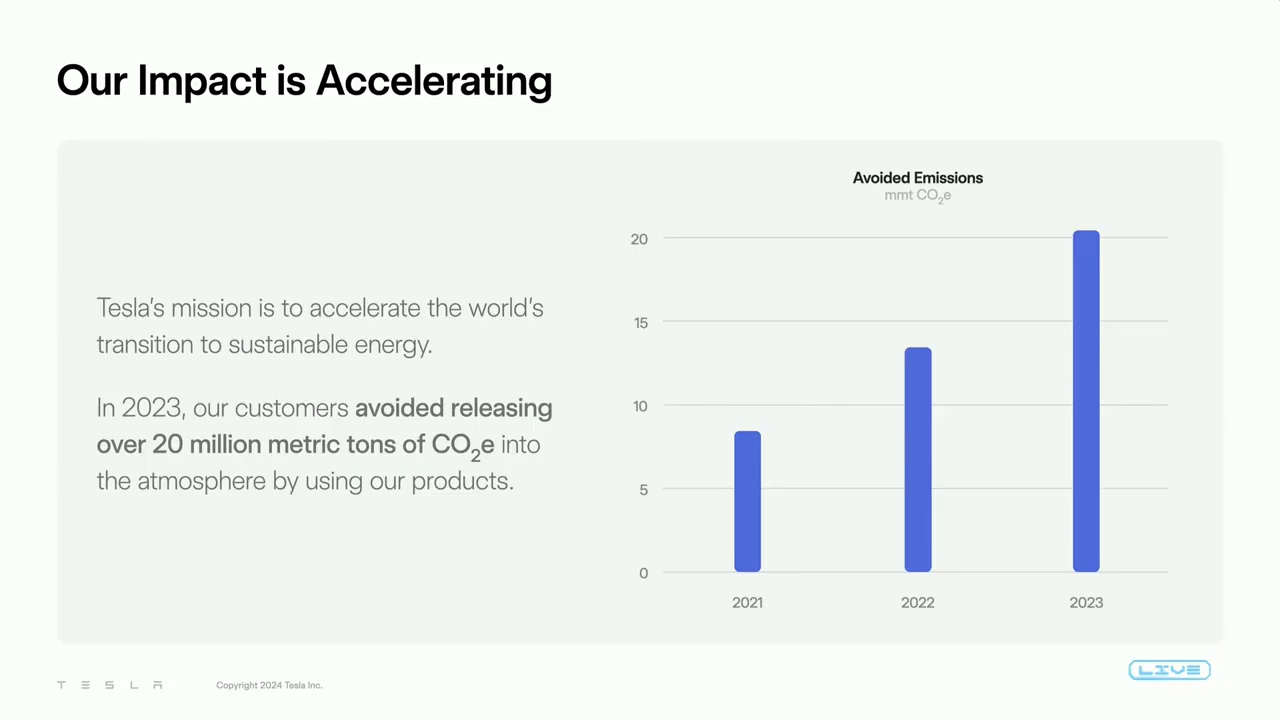 Our Impact is Accelerating
Tesla's mission is to accelerate the world's
transition to sustainable energy.
In 2023, our customers avoided releasing
over 20 million metric tons of CO₂e into
the atmosphere by using our products.
Avoided Emissions
mmt CO₂e
20
15
10
5
0
2021
2022
2023
TESLA
Copyright 2024 Tesla Inc.
LIVE